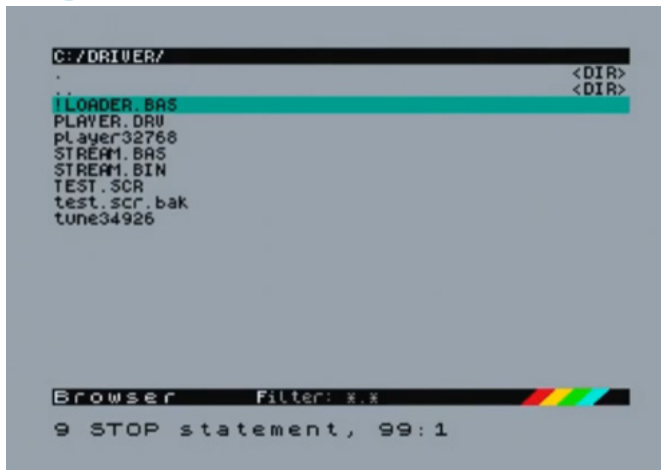 C:/DRIVER/
. <DIR>
.. <DIR>
!LOADER.BAS
PLAYER.DRV
player32768
STREAM.BAS
STREAM.BIN
TEST.SCR
test.scr.bak
tune34926
Browser Filter: *.*
9 STOP statement, 99:1